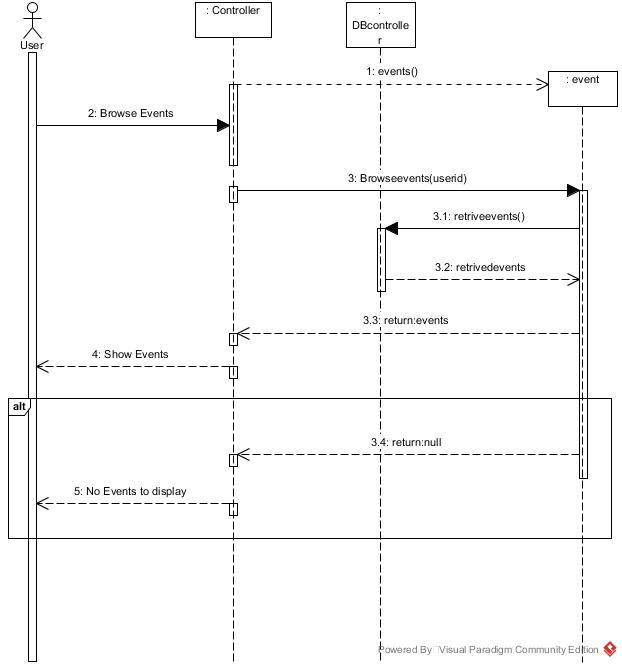 User
: Controller
:
DBcontrolle
r
: event
1: events()
2: Browse Events
3: Browseevents(userid)
3.1: retriveevents()
3.2: retrivedevents
3.3: return:events
4: Show Events
alt
3.4: return:null
5: No Events to display
Powered By Visual Paradigm Community Edition